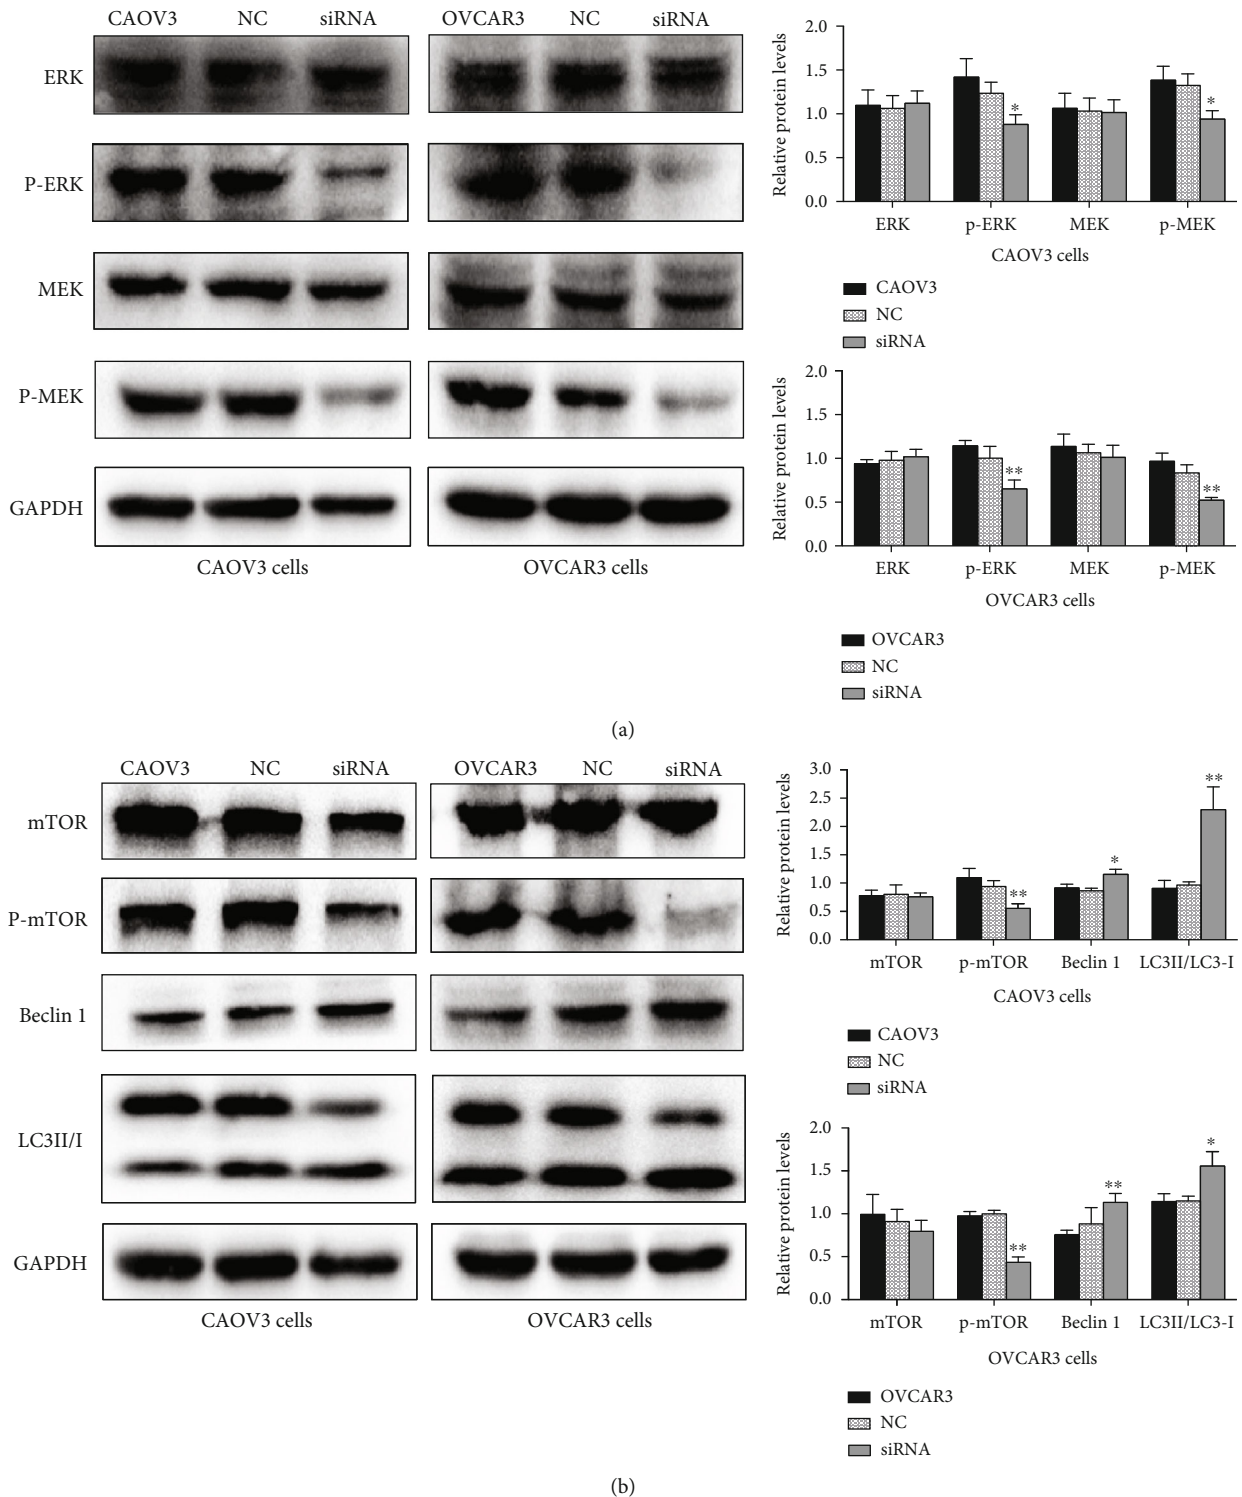 CAOV3 NC siRNA OVCAR3 NC siRNA
ERK
P-ERK
MEK
P-MEK
GAPDH
CAOV3 cells OVCAR3 cells
2.0
1.5
1.0
0.5
0.0
Relative protein levels
* *
ERK p-ERK MEK p-MEK
CAOV3 cells
CAOV3
NC
siRNA
2.0
1.5
1.0
0.5
0.0
Relative protein levels
** **
ERK p-ERK MEK p-MEK
OVCAR3 cells
OVCAR3
NC
siRNA
(a)
CAOV3 NC siRNA OVCAR3 NC siRNA
mTOR
P-mTOR
Beclin 1
LC3II/I
GAPDH
CAOV3 cells OVCAR3 cells
3.0
2.5
2.0
1.5
1.0
0.5
0.0
Relative protein levels
** * **
mTOR p-mTOR Beclin 1 LC3II/LC3-I
CAOV3 cells
CAOV3
NC
siRNA
2.0
1.5
1.0
0.5
0.0
Relative protein levels
** ** *
mTOR p-mTOR Beclin 1 LC3II/LC3-I
OVCAR3 cells
OVCAR3
NC
siRNA
(b)